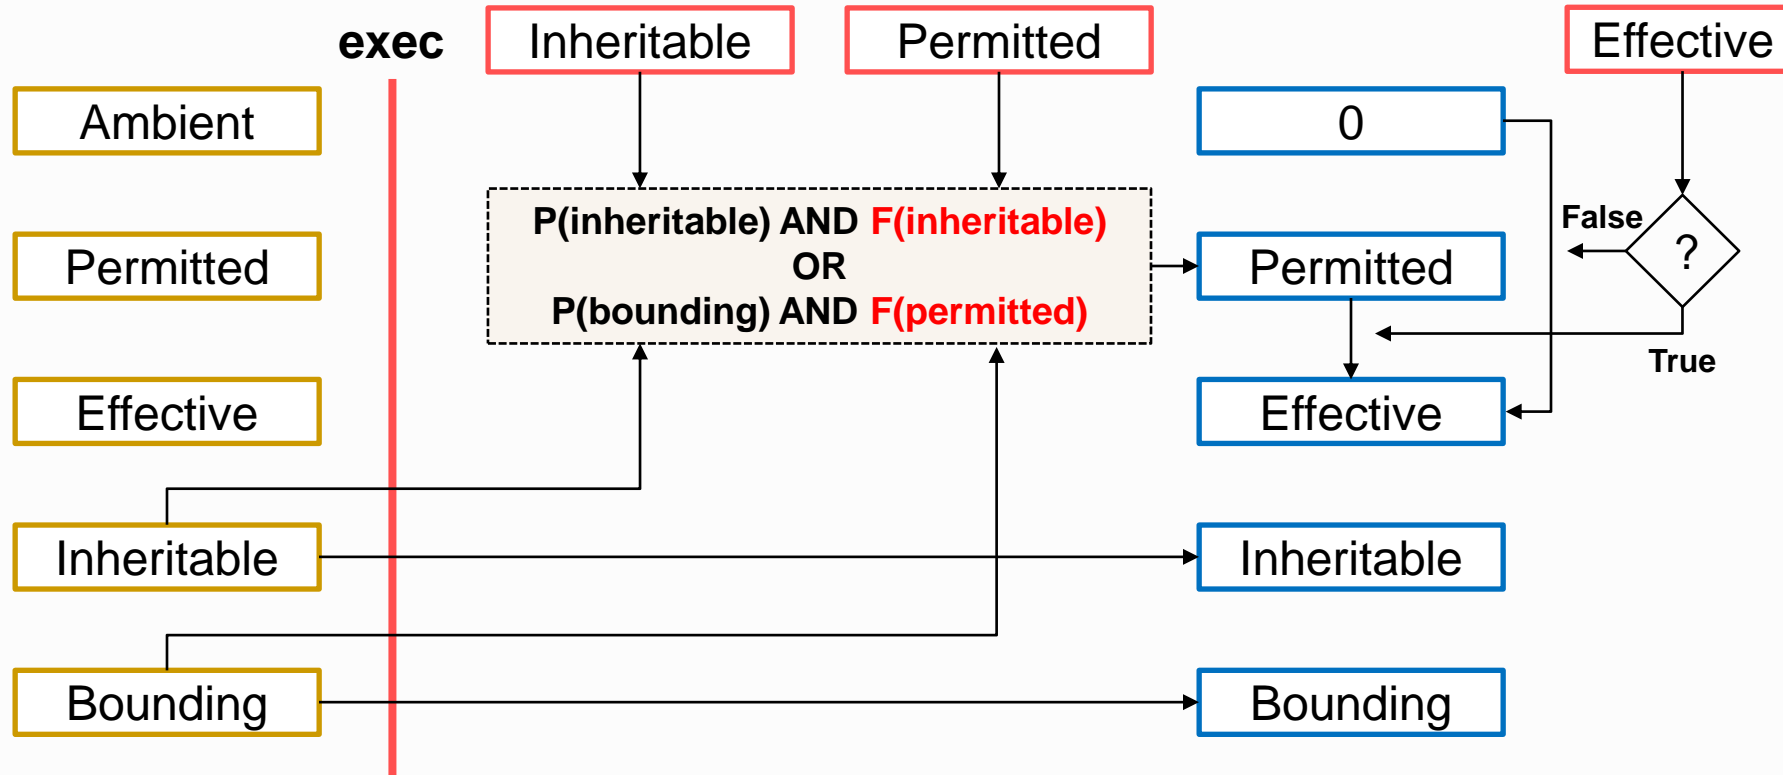 exec
Inheritable
Permitted
Effective
Ambient
0
P(inheritable) AND F(inheritable)
OR
P(bounding) AND F(permitted)
Permitted
Permitted
False
?
True
Effective
Effective
Inheritable
Inheritable
Bounding
Bounding